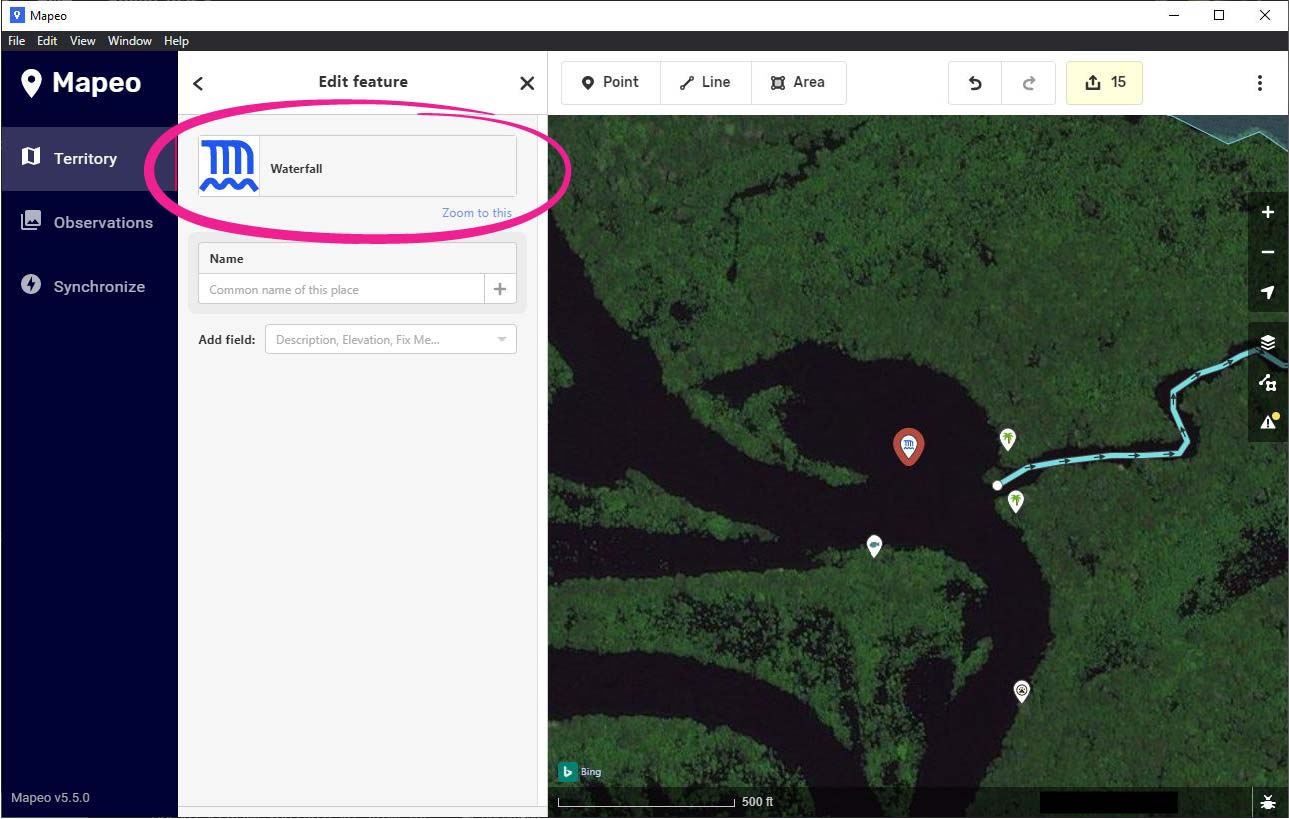 Mapeo
File Edit View Window Help
Mapeo
Territory
Observations
Synchronize
Mapeo v5.5.0
Edit feature
Waterfall
Zoom to this
Name
Common name of this place
Add field: Description, Elevation, Fix Me...
Point Line Area 15
Bing
500 ft